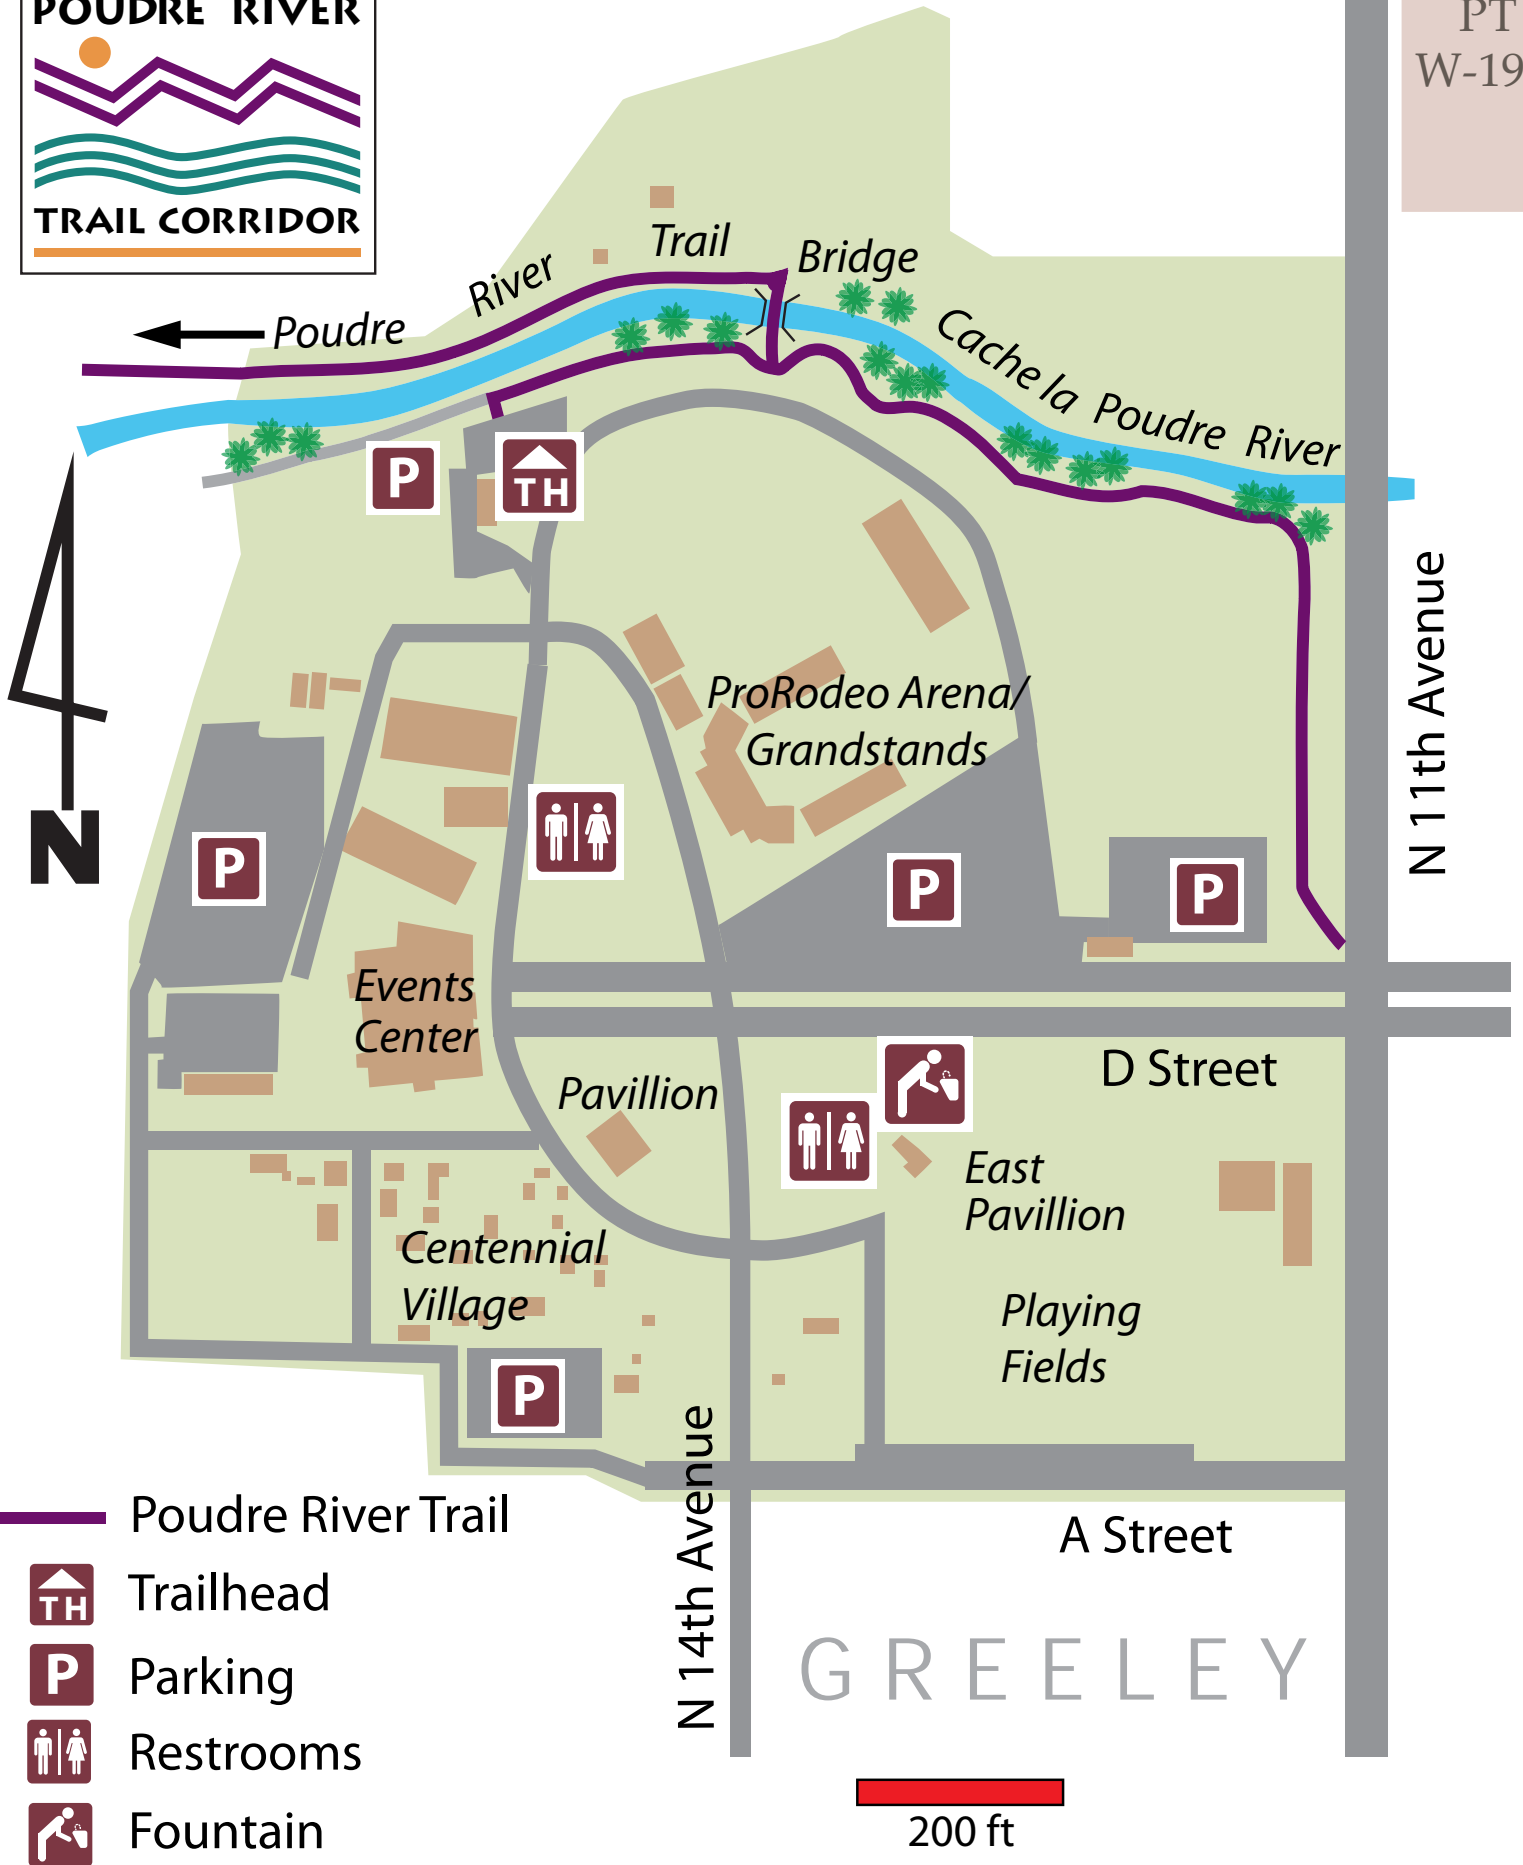 POUDRE RIVER
TRAIL CORRIDOR
PT
W-19
Poudre River Trail
Bridge
Cache la Poudre River
P
TH
N
ProRodeo Arena/
Grandstands
N 11th Avenue
P
P
P
Events
Center
D Street
Pavillion
East
Pavillion
Centennial
Village
Playing
Fields
P
N 14th Avenue
A Street
GREELEY
200 ft
Poudre River Trail
TH Trailhead
P Parking
Restrooms
Fountain